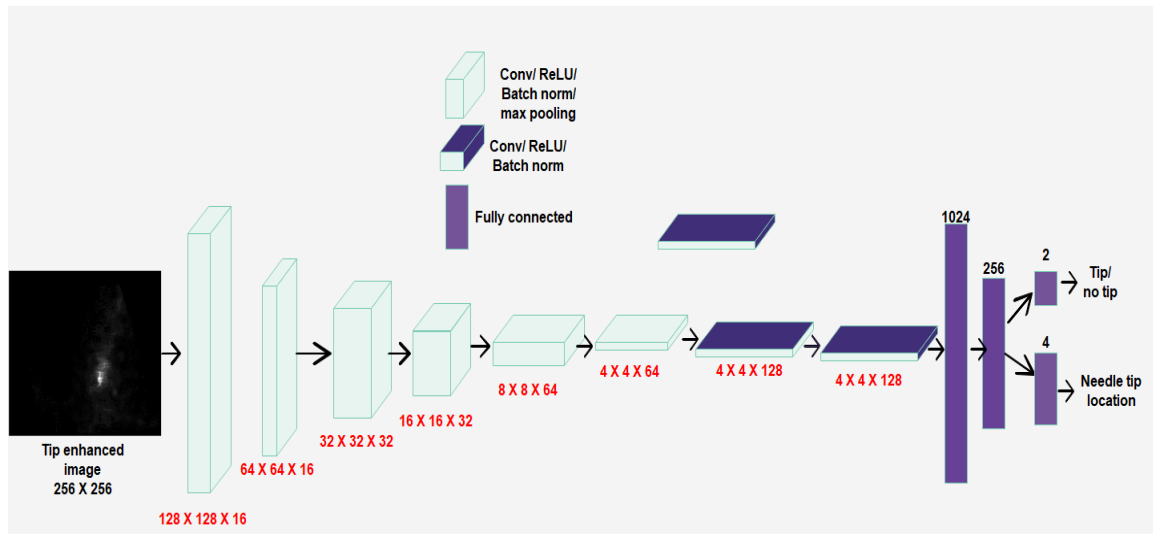 Conv/ ReLU/
Batch norm/
max pooling
Conv/ ReLU/
Batch norm
Fully connected
1024
256
2
Tip/
no tip
4
Needle tip
location
4 X 4 X 64
4 X 4 X 128
4 X 4 X 128
8 X 8 X 64
16 X 16 X 32
32 X 32 X 32
64 X 64 X 16
128 X 128 X 16
Tip enhanced
image
256 X 256